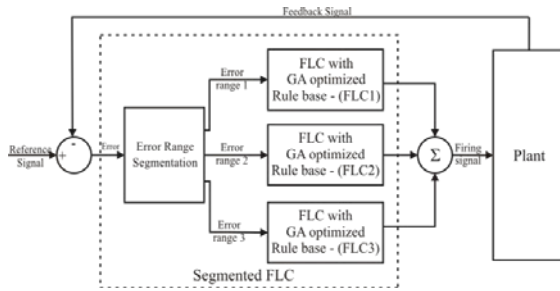 Feedback Signal
Reference
Signal
+
-
Error
Error Range
Segmentation
Error
range 1
Error
range 2
Error
range 3
FLC with
GA optimized
Rule base - (FLC1)
FLC with
GA optimized
Rule base - (FLC2)
FLC with
GA optimized
Rule base - (FLC3)
Σ
Firing
signal
Plant
Segmented FLC